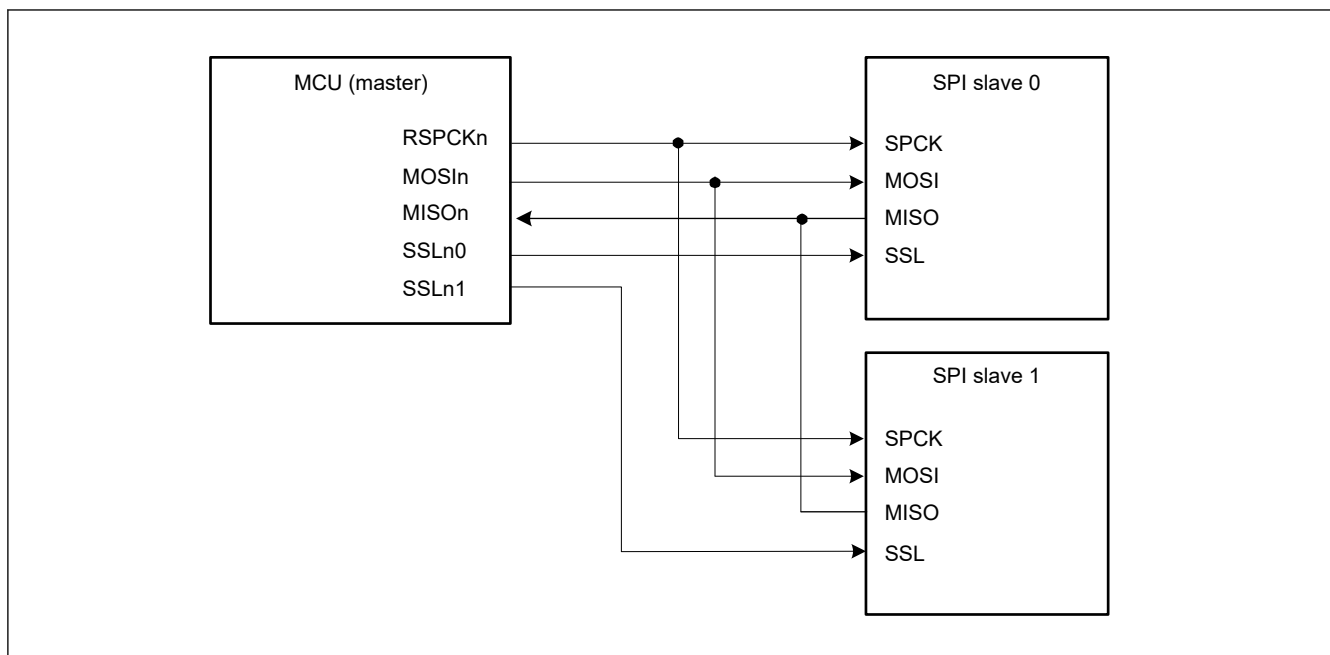 MCU (master)
RSPCKn
MOSIn
MISOn
SSLn0
SSLn1
SPI slave 0
SPCK
MOSI
MISO
SSL
SPI slave 1
SPCK
MOSI
MISO
SSL